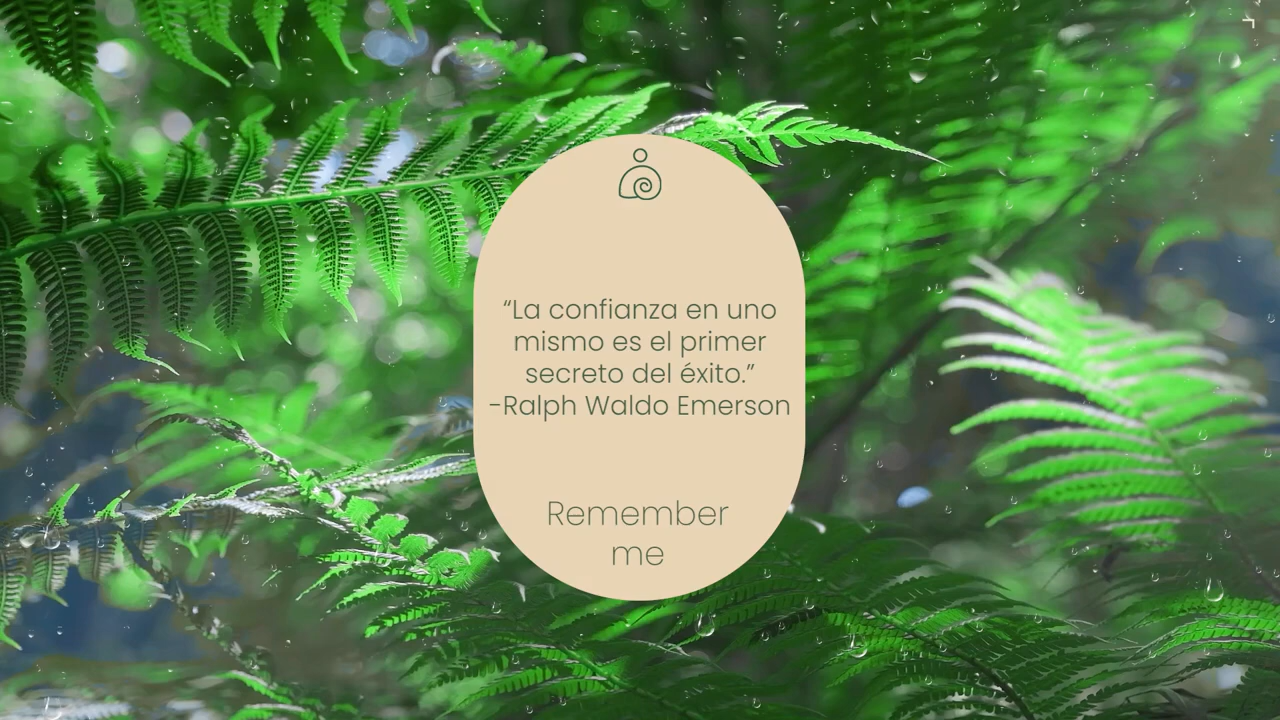 “La confianza en uno
mismo es el primer
secreto del éxito.”
-Ralph Waldo Emerson
Remember
me